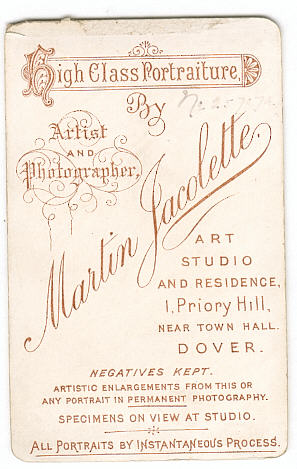 High Class Portraiture,
By
Artist
AND
Photographer,
Martin Jacolette.
ART
STUDIO
AND RESIDENCE,
1, Priory Hill,
NEAR TOWN HALL.
DOVER.
NEGATIVES KEPT.
ARTISTIC ENLARGEMENTS FROM THIS OR
ANY PORTRAIT IN PERMANENT PHOTOGRAPHY.
SPECIMENS ON VIEW AT STUDIO.
ALL PORTRAITS BY INSTANTANEOUS PROCESS.